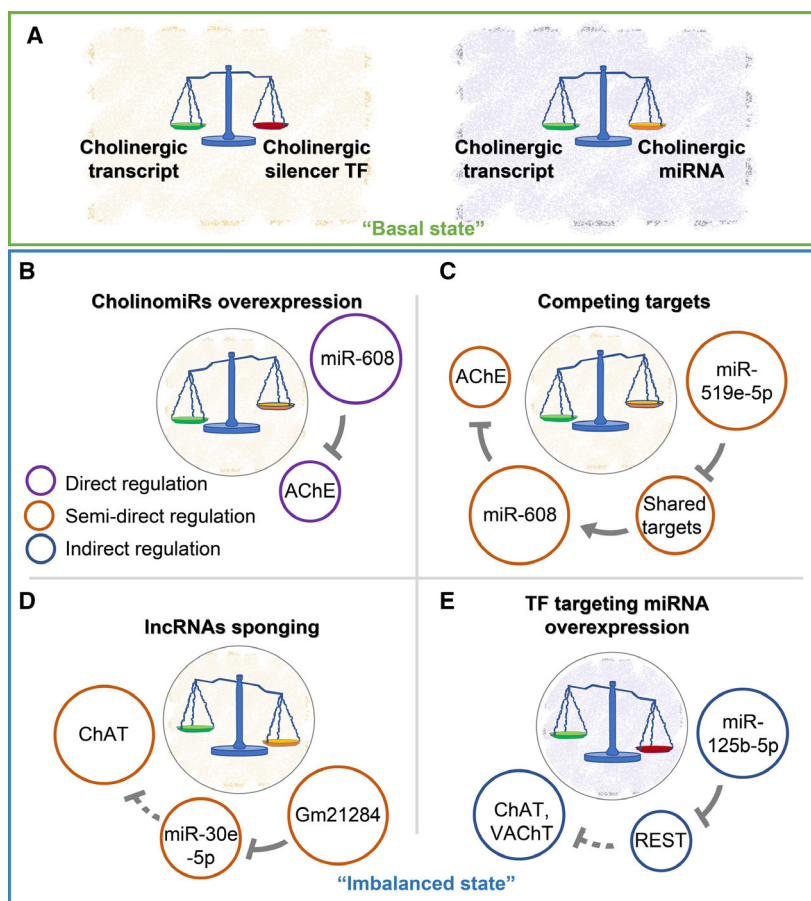 A
Cholinergic
transcript
Cholinergic
silencer TF
Cholinergic
transcript
Cholinergic
miRNA
“Basal state”
B
CholinomiRs overexpression
miR-608
AChE
Direct regulation
Semi-direct regulation
Indirect regulation
C
Competing targets
AChE
miR-
519e-5p
miR-608
Shared
targets
D
lncRNAs sponging
ChAT
miR-30e
-5p
Gm21284
E
TF targeting miRNA
overexpression
miR-
125b-5p
ChAT,
VAChT
REST
“Imbalanced state”